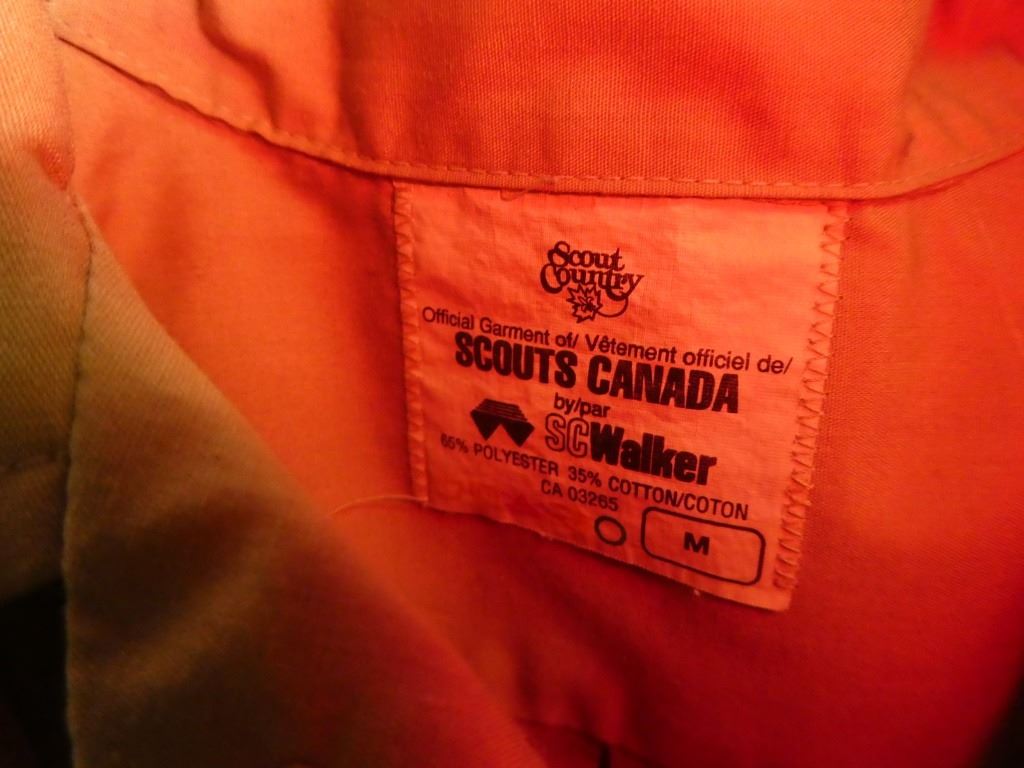 Scout
Country
Official Garment of/ Vêtement officiel de/
SCOUTS CANADA
by/par
SCWalker
65% POLYESTER 35% COTTON/COTON
CA 03265
M